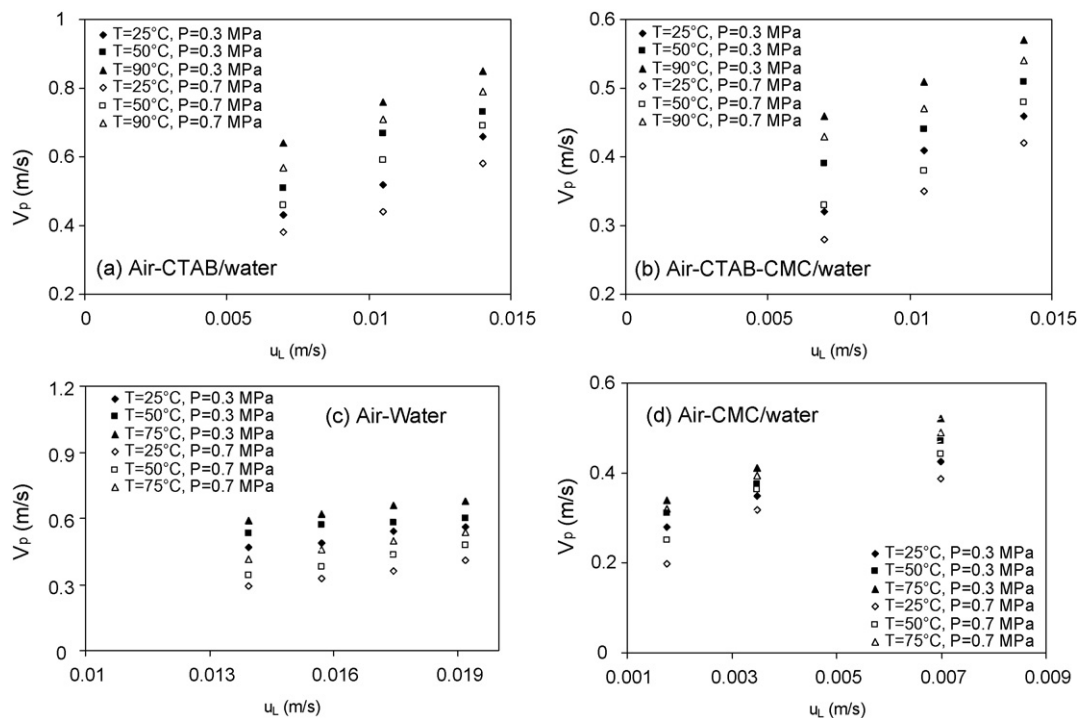 1
0.8
0.6
0.4
0.2
0
0.005
0.01
0.015
Vp (m/s)
uL (m/s)
T=25°C, P=0.3 MPa
T=50°C, P=0.3 MPa
T=90°C, P=0.3 MPa
T=25°C, P=0.7 MPa
T=50°C, P=0.7 MPa
T=90°C, P=0.7 MPa
(a) Air-CTAB/water
0.6
0.5
0.4
0.3
0.2
0
0.005
0.01
0.015
Vp (m/s)
uL (m/s)
T=25°C, P=0.3 MPa
T=50°C, P=0.3 MPa
T=90°C, P=0.3 MPa
T=25°C, P=0.7 MPa
T=50°C, P=0.7 MPa
T=90°C, P=0.7 MPa
(b) Air-CTAB-CMC/water
1.2
0.9
0.6
0.3
0
0.01
0.013
0.016
0.019
Vp (m/s)
uL (m/s)
T=25°C, P=0.3 MPa
T=50°C, P=0.3 MPa
T=75°C, P=0.3 MPa
T=25°C, P=0.7 MPa
T=50°C, P=0.7 MPa
T=75°C, P=0.7 MPa
(c) Air-Water
0.6
0.4
0.2
0
0.001
0.003
0.005
0.007
0.009
Vp (m/s)
uL (m/s)
(d) Air-CMC/water
T=25°C, P=0.3 MPa
T=50°C, P=0.3 MPa
T=75°C, P=0.3 MPa
T=25°C, P=0.7 MPa
T=50°C, P=0.7 MPa
T=75°C, P=0.7 MPa